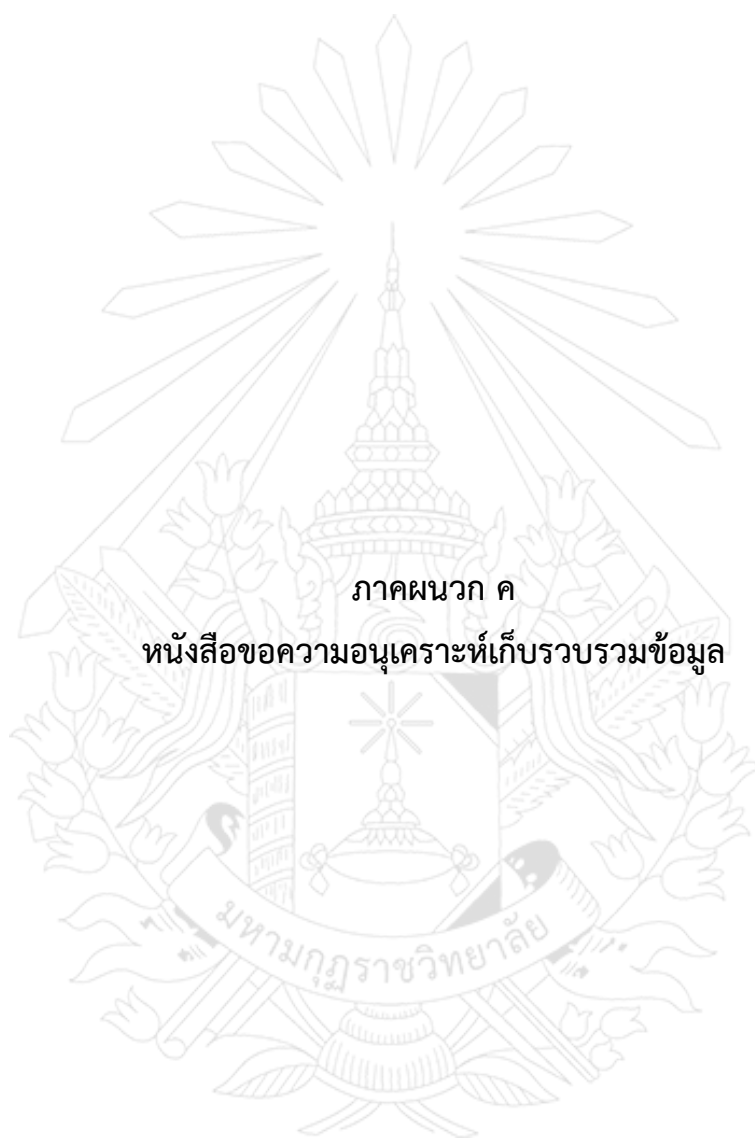 ภาคผนวก ค
หนังสือขอความอนุเคราะห์เก็บรวบรวมข้อมูล
มหามกุฏราชวิทยาลัย